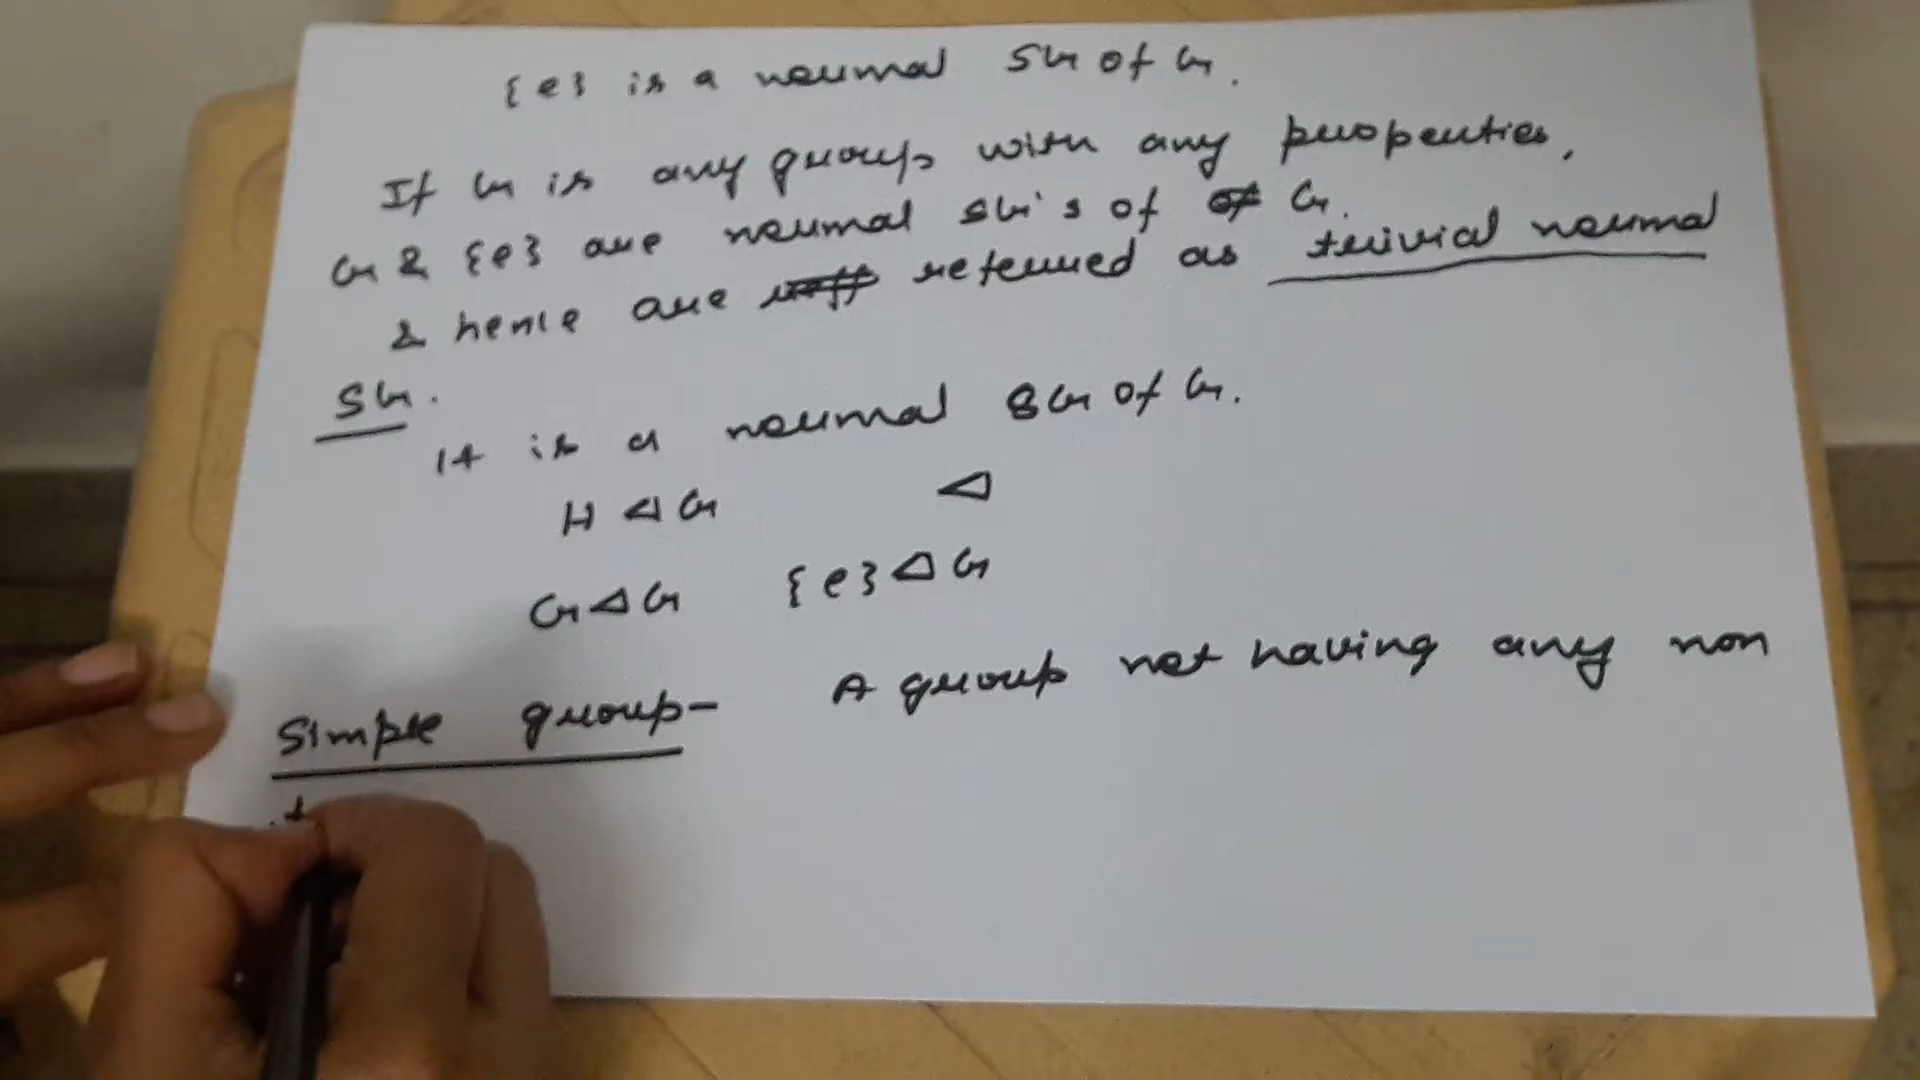 {e} is a normal SG of G.
If G is any group with any properties,
G & {e} are normal SG's of G.
& hence are referred as trivial normal
SG.
It is a normal SG of G.
H ⊲ G ⊲
G ⊲ G {e} ⊲ G
Simple group- A group not having any non
t